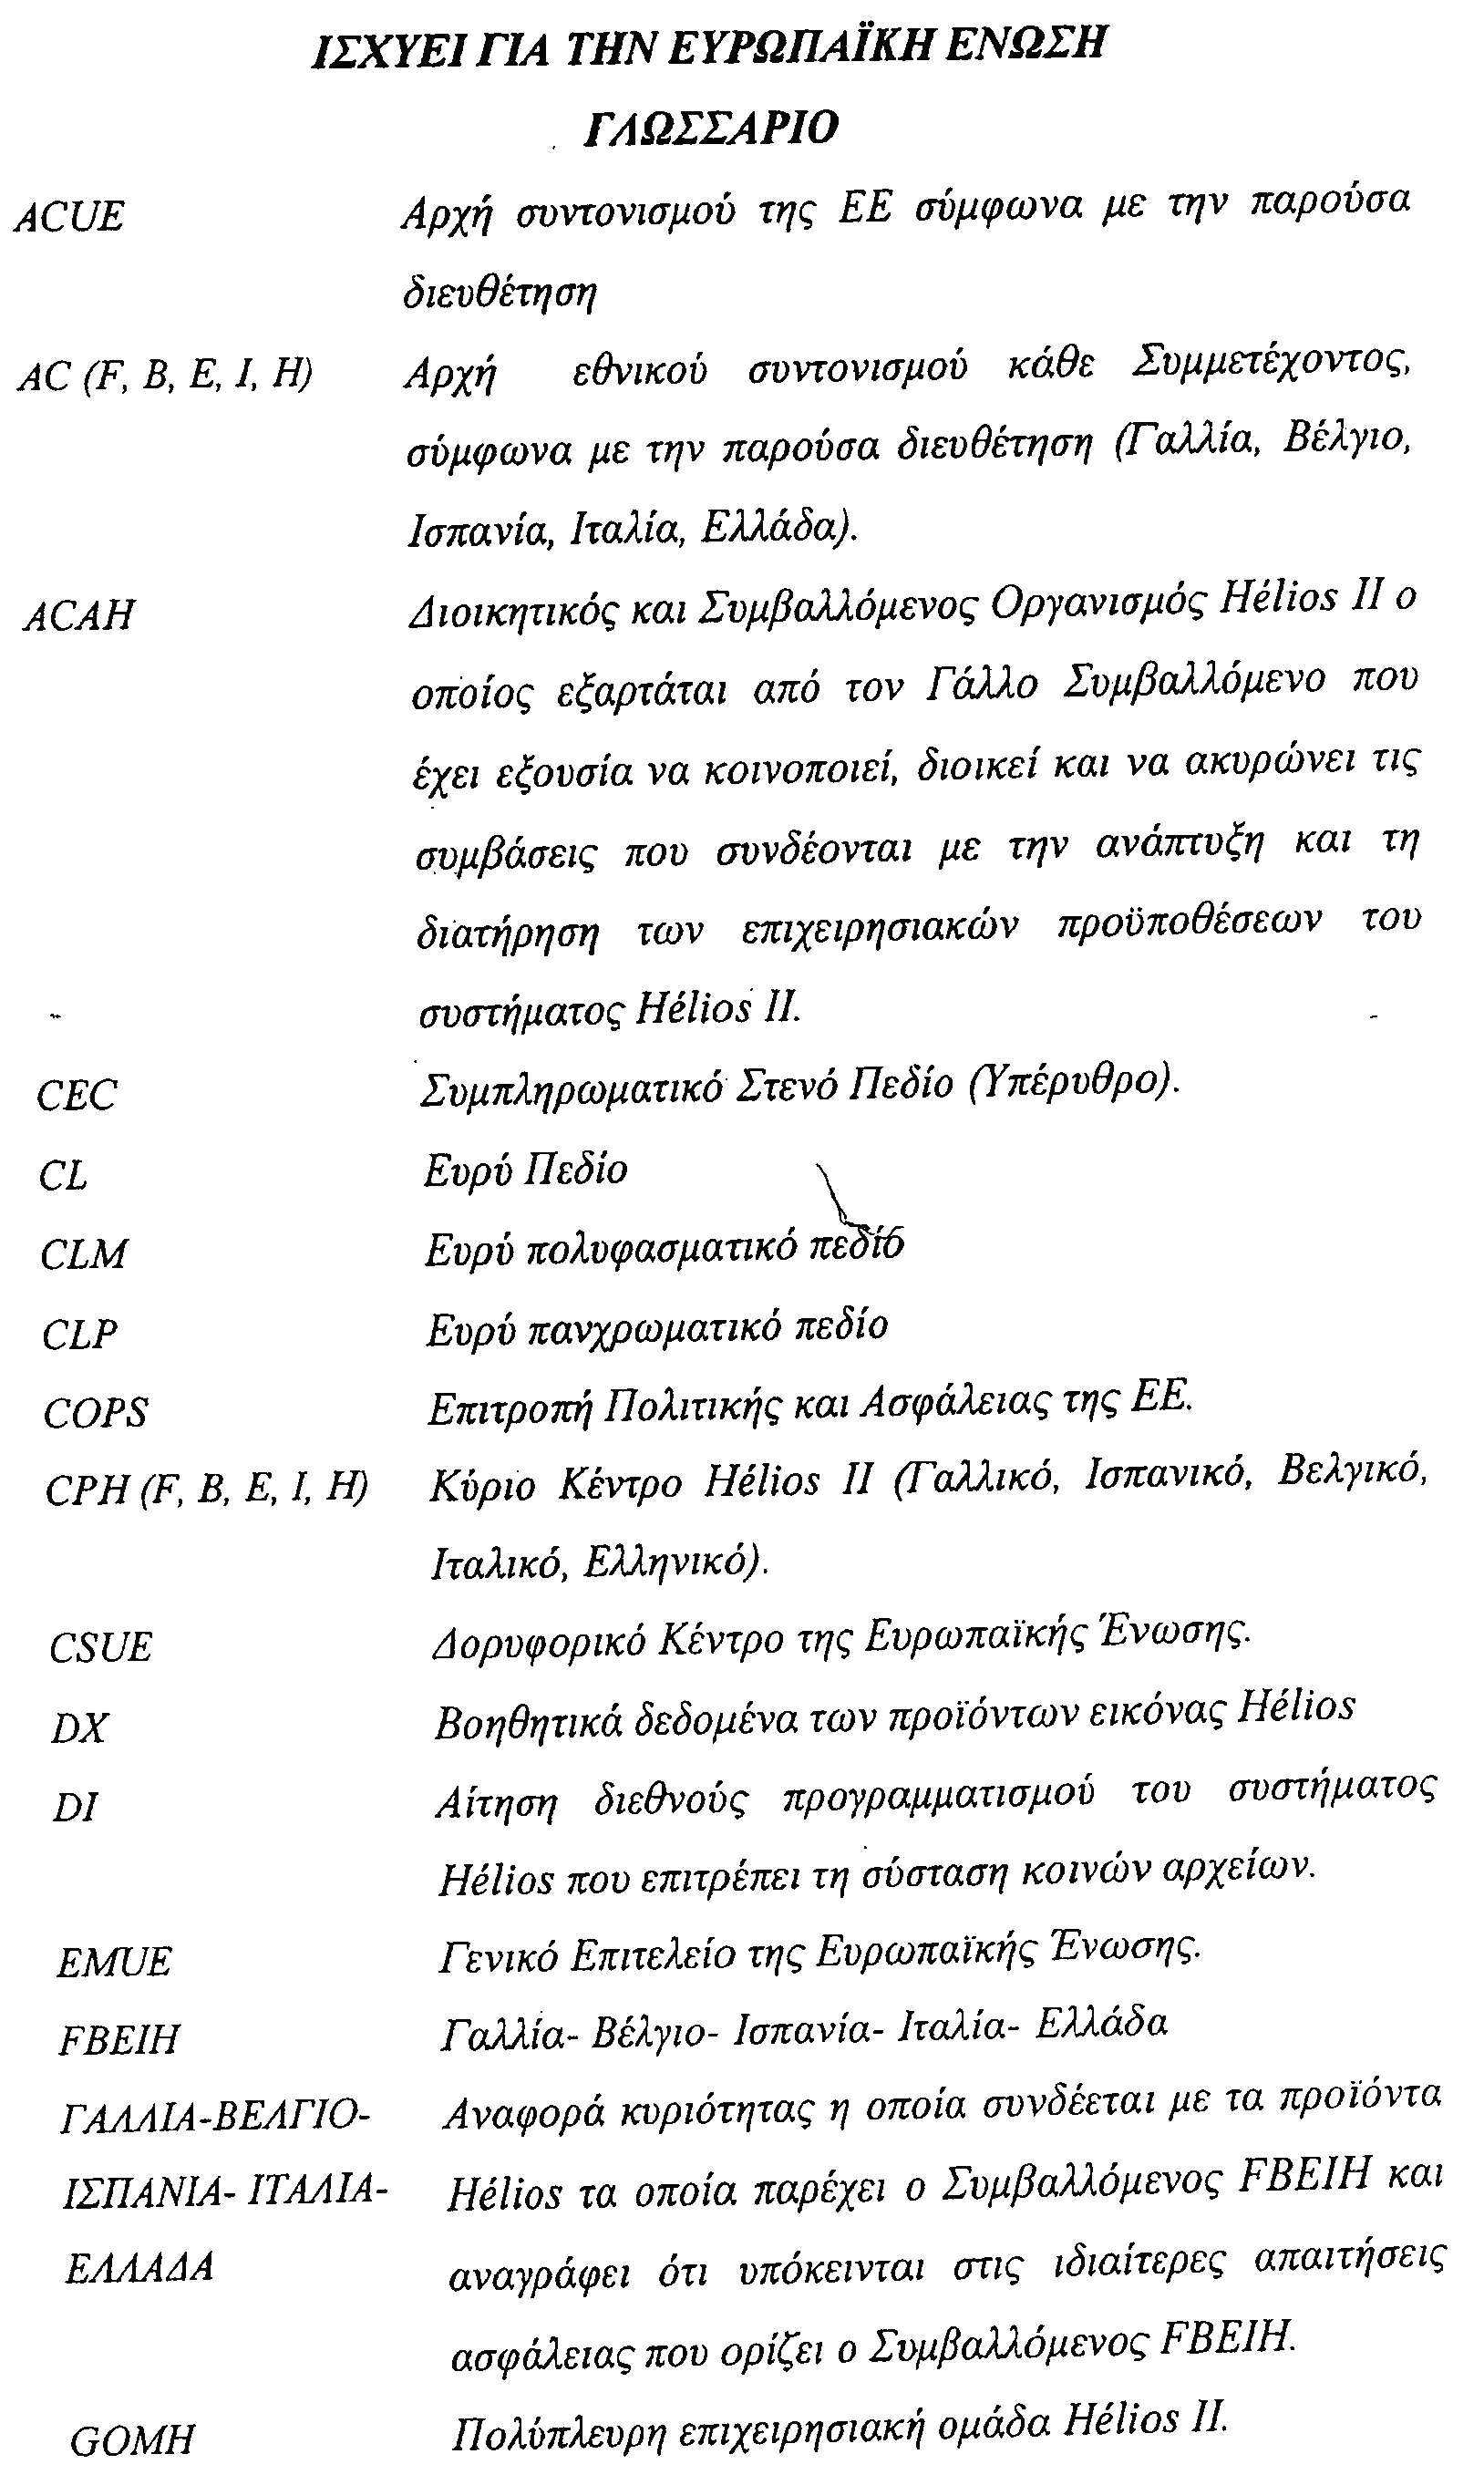 ΙΣΧΥΕΙ ΓΙΑ ΤΗΝ ΕΥΡΩΠΑΪΚΗ ΕΝΩΣΗ
ΓΛΩΣΣΑΡΙΟ
ACUE Αρχή συντονισμού της ΕΕ σύμφωνα με την παρούσα
διευθέτηση
AC (F, B, E, I, H) Αρχή εθνικού συντονισμού κάθε Συμμετέχοντος,
σύμφωνα με την παρούσα διευθέτηση (Γαλλία, Βέλγιο,
Ισπανία, Ιταλία, Ελλάδα).
ACAH Διοικητικός και Συμβαλλόμενος Οργανισμός Hélios II ο
οποίος εξαρτάται από τον Γάλλο Συμβαλλόμενο που
έχει εξουσία να κοινοποιεί, διοικεί και να ακυρώνει τις
συμβάσεις που συνδέονται με την ανάπτυξη και τη
διατήρηση των επιχειρησιακών προϋποθέσεων του
συστήματος Hélios II.
CEC Συμπληρωματικό Στενό Πεδίο (Υπέρυθρο).
CL Ευρύ Πεδίο
CLM Ευρύ πολυφασματικό πεδίο
CLP Ευρύ πανχρωματικό πεδίο
COPS Επιτροπή Πολιτικής και Ασφάλειας της ΕΕ.
CPH (F, B, E, I, H) Κύριο Κέντρο Hélios II (Γαλλικό, Ισπανικό, Βελγικό,
Ιταλικό, Ελληνικό).
CSUE Δορυφορικό Κέντρο της Ευρωπαϊκής Ένωσης.
DX Βοηθητικά δεδομένα των προϊόντων εικόνας Hélios
DI Αίτηση διεθνούς προγραμματισμού του συστήματος
Hélios που επιτρέπει τη σύσταση κοινών αρχείων.
EMUE Γενικό Επιτελείο της Ευρωπαϊκής Ένωσης.
FBEIH Γαλλία- Βέλγιο- Ισπανία- Ιταλία- Ελλάδα
ΓΑΛΛΙΑ-ΒΕΛΓΙΟ- Αναφορά κυριότητας η οποία συνδέεται με τα προϊόντα
ΙΣΠΑΝΙΑ- ΙΤΑΛΙΑ- Hélios τα οποία παρέχει ο Συμβαλλόμενος FBEIH και
ΕΛΛΑΔΑ αναγράφει ότι υπόκεινται στις ιδιαίτερες απαιτήσεις
ασφάλειας που ορίζει ο Συμβαλλόμενος FBEIH.
GOMH Πολύπλευρη επιχειρησιακή ομάδα Hélios II.